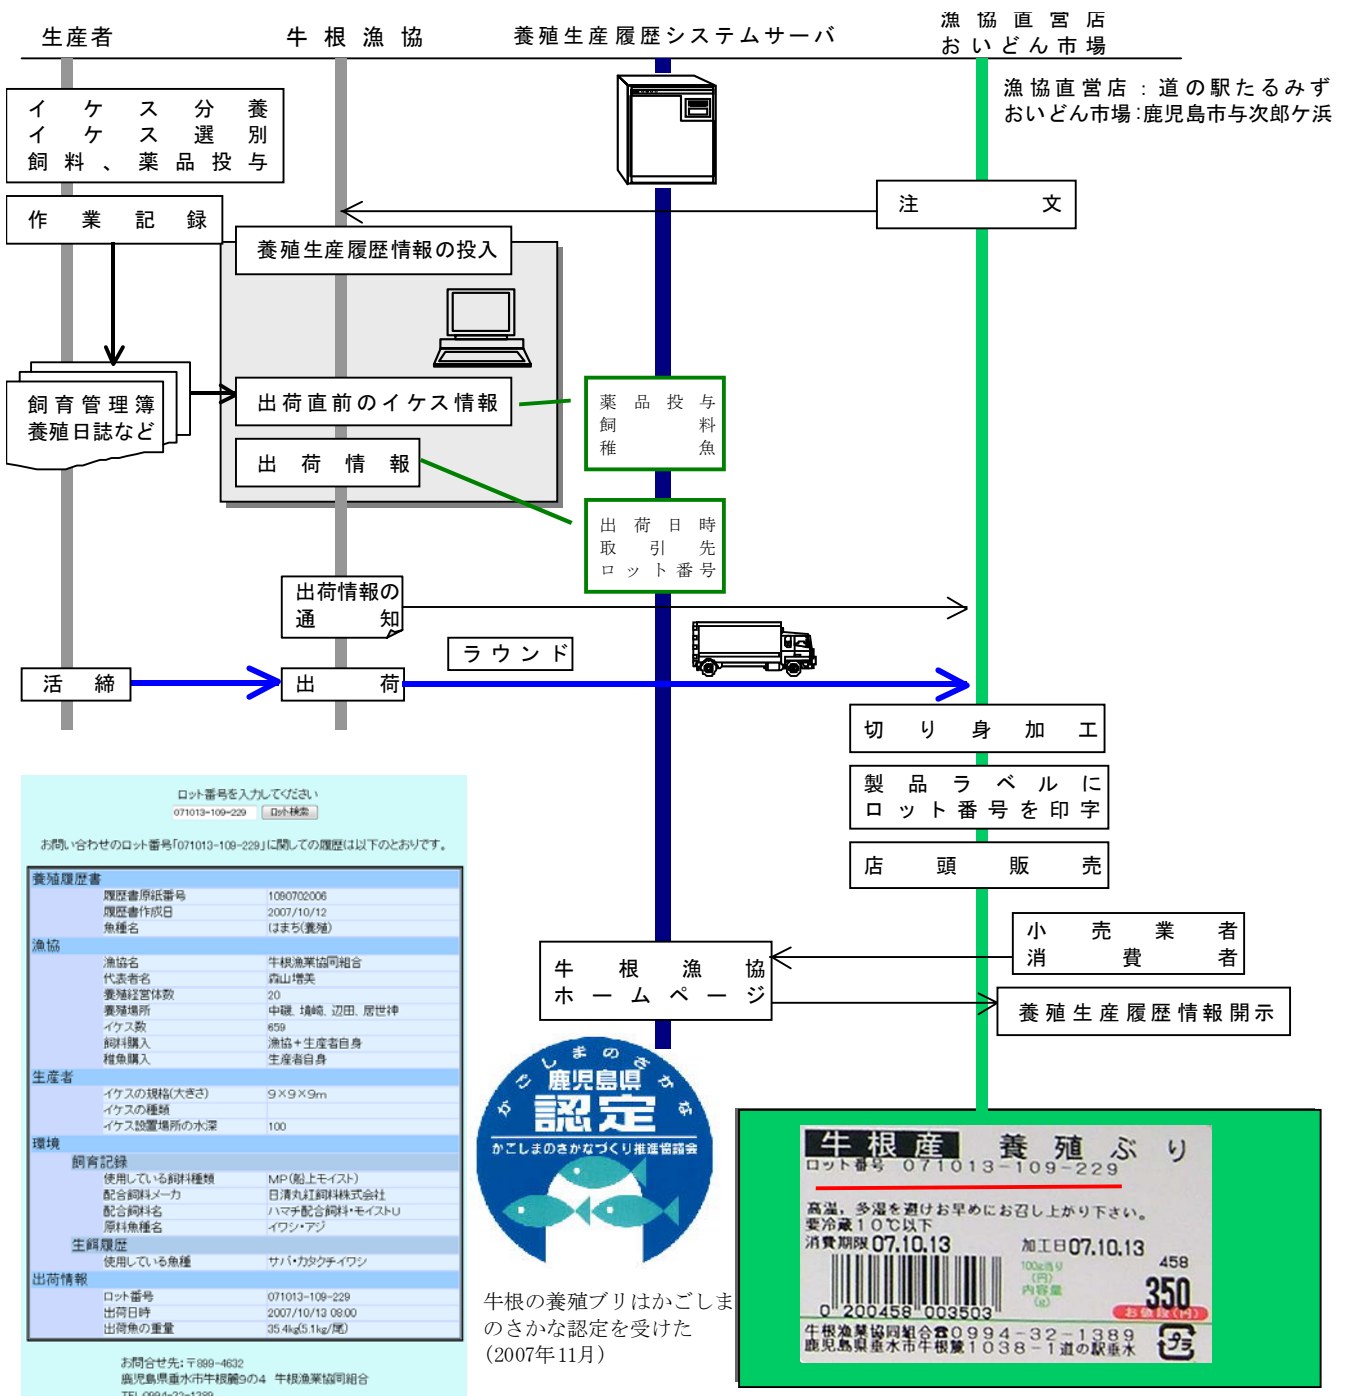 生産者
牛根漁協
養殖生産履歴システムサーバ
漁協直営店
おいどん市場
漁協直営店：道の駅たるみず
おいどん市場:鹿児島市与次郎ケ浜
イケス分養
イケス選別
飼料、薬品投与
作業記録
注文
養殖生産履歴情報の投入
飼育管理簿
養殖日誌など
出荷直前のイケス情報
出荷情報
薬品投与
飼料
稚魚
出荷日時
取引先
ロット番号
出荷情報の
通知
ラウンド
活締
出荷
切り身加工
製品ラベルに
ロット番号を印字
店頭販売
小売業者
消費者
牛根漁協
ホームページ
養殖生産履歴情報開示
ロット番号を入力してください
071013-109-229 ロット検索
お問い合わせのロット番号「071013-109-229」に関しての履歴は以下のとおりです。
養殖履歴書
履歴書原紙番号 1090702006
履歴書作成日 2007/10/12
魚種名 はまち(養殖)
漁協
漁協名 牛根漁業協同組合
代表者名 森山増美
養殖経営体数 20
養殖場所 中磯、境崎、辺田、居世神
イケス数 659
飼料購入 漁協+生産者自身
稚魚購入 生産者自身
生産者
イケスの規格(大きさ) 9×9×9m
イケスの種類
イケス設置場所の水深 100
環境
飼育記録
使用している飼料種類 MP(船上モイスト)
配合飼料メーカ 日清丸紅飼料株式会社
配合飼料名 ハマチ配合飼料・モイストU
原料魚種名 イワシ・アジ
生餌履歴
使用している魚種 サバ・カタクチイワシ
出荷情報
ロット番号 071013-109-229
出荷日時 2007/10/13 08:00
出荷魚の重量 35.4kg(5.1kg/尾)
お問合せ先:〒899-4632
鹿児島県垂水市牛根麓9の4 牛根漁業協同組合
TEL 0994-32-1389
かごしまのさかな
鹿児島県
認定
かごしまのさかなづくり推進協議会
牛根の養殖ブリはかごしま
のさかな認定を受けた
(2007年11月)
牛根産 養殖ぶり
ロット番号 071013-109-229
高温，多湿を避けお早めにお召し上がり下さい。
要冷蔵10℃以下
消費期限07.10.13 加工日07.10.13
458
100g当り
(円)
内容量
(g)
350
お値段(円)
0 200458 003503
牛根漁業協同組合☎0994-32-1389
鹿児島県垂水市牛根麓1038-1道の駅垂水
プラ